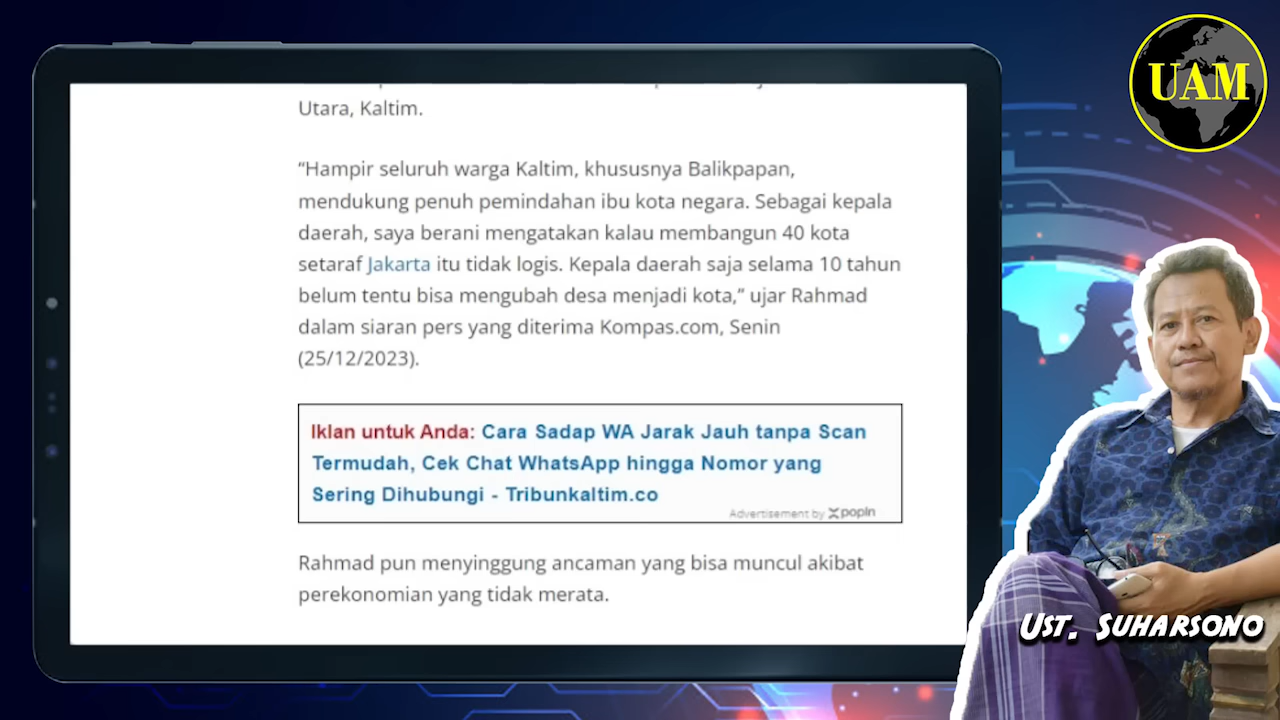 Utara, Kaltim.
“Hampir seluruh warga Kaltim, khususnya Balikpapan,
mendukung penuh pemindahan ibu kota negara. Sebagai kepala
daerah, saya berani mengatakan kalau membangun 40 kota
setaraf Jakarta itu tidak logis. Kepala daerah saja selama 10 tahun
belum tentu bisa mengubah desa menjadi kota,” ujar Rahmad
dalam siaran pers yang diterima Kompas.com, Senin
(25/12/2023).
Iklan untuk Anda: Cara Sadap WA Jarak Jauh tanpa Scan
Termudah, Cek Chat WhatsApp hingga Nomor yang
Sering Dihubungi - Tribunkaltim.co
Advertisement by popIn
Rahmad pun menyinggung ancaman yang bisa muncul akibat
perekonomian yang tidak merata.
UAM
UST. SUHARSONO